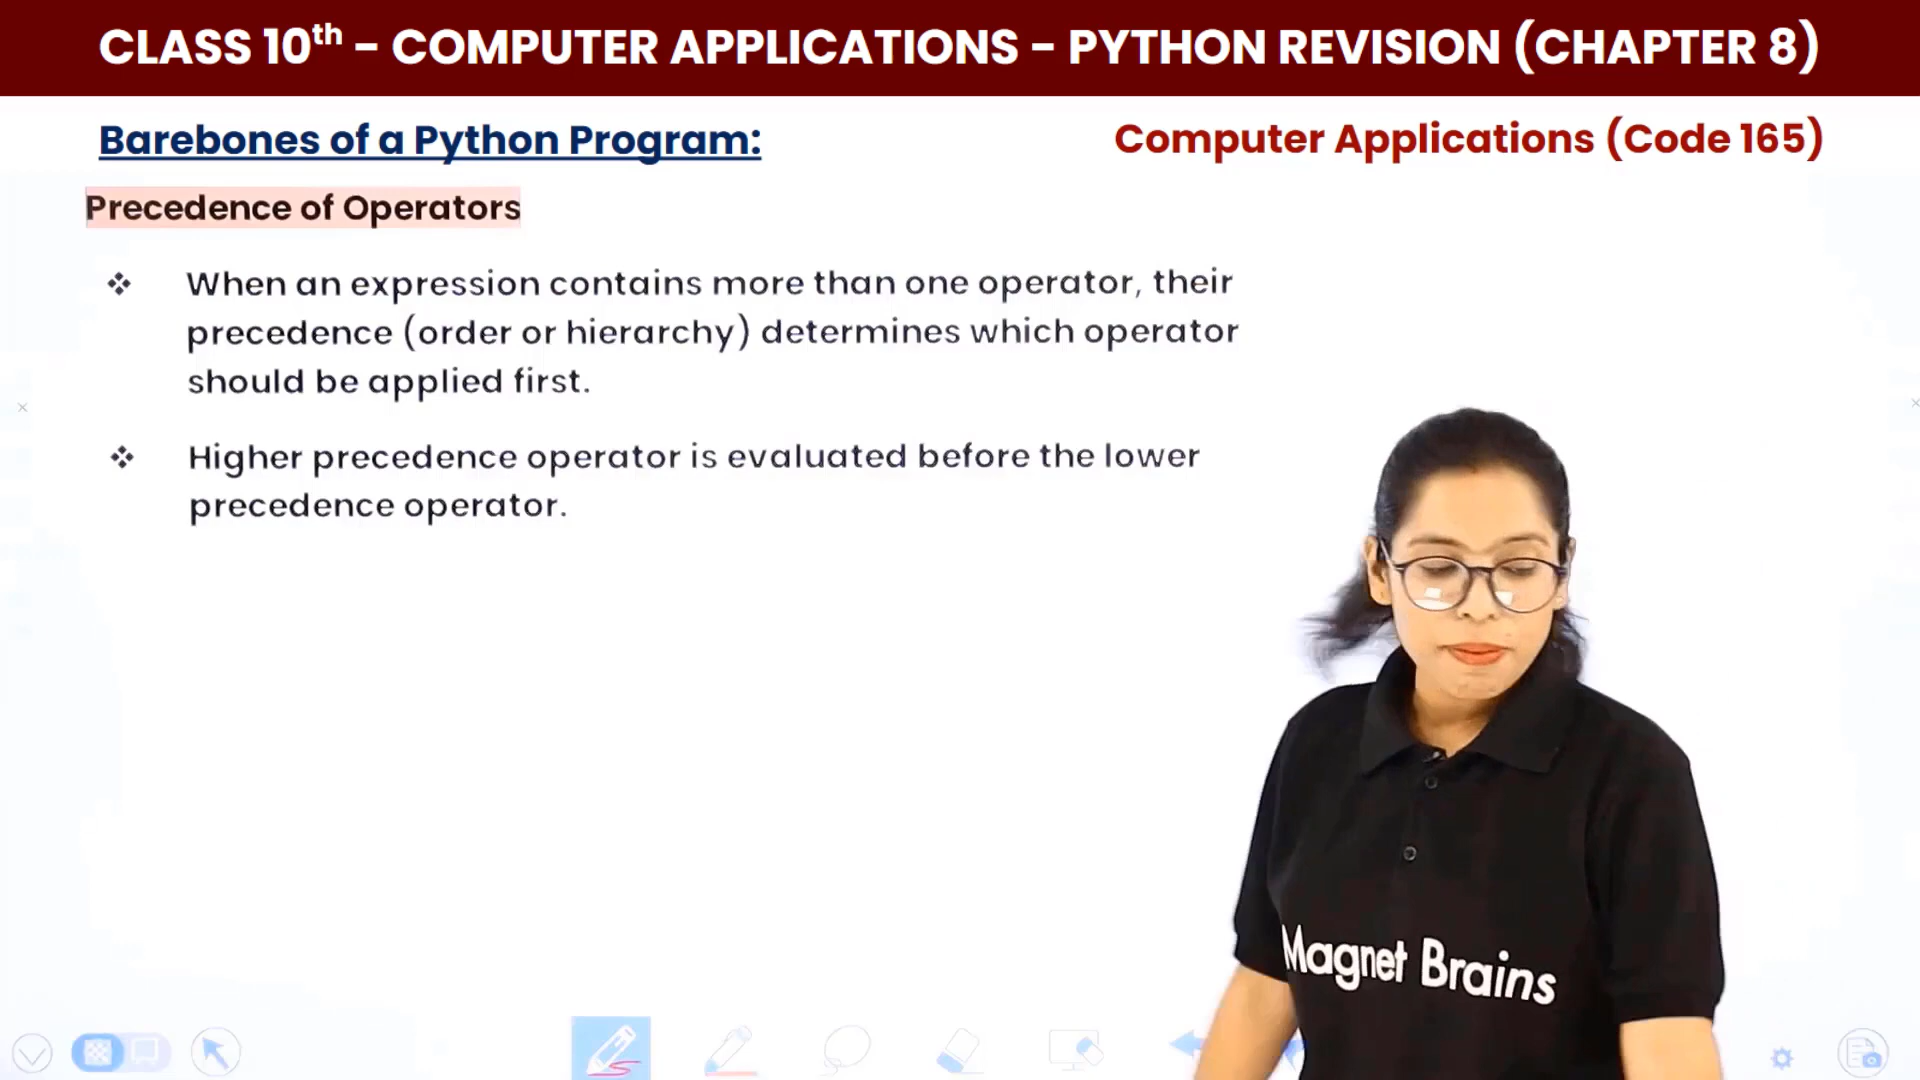 CLASS 10th – COMPUTER APPLICATIONS – PYTHON REVISION (CHAPTER 8)
Barebones of a Python Program:
Computer Applications (Code 165)
Precedence of Operators
❖ When an expression contains more than one operator, their
precedence (order or hierarchy) determines which operator
should be applied first.
❖ Higher precedence operator is evaluated before the lower
precedence operator.
Magnet Brains